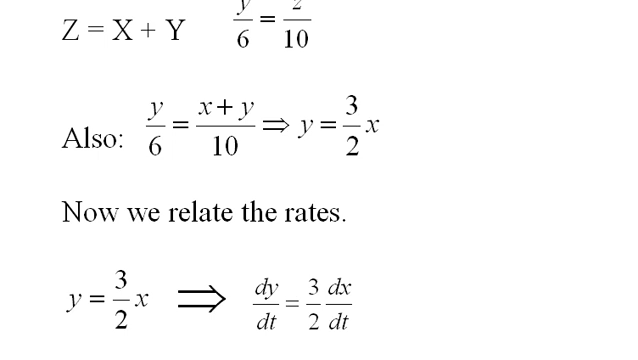 Z = X + Y    y/6 = z/10
Also: y/6 = (x + y)/10 ⇒ y = 3/2 x
Now we relate the rates.
y = 3/2 x ⟹ dy/dt = 3/2 dx/dt